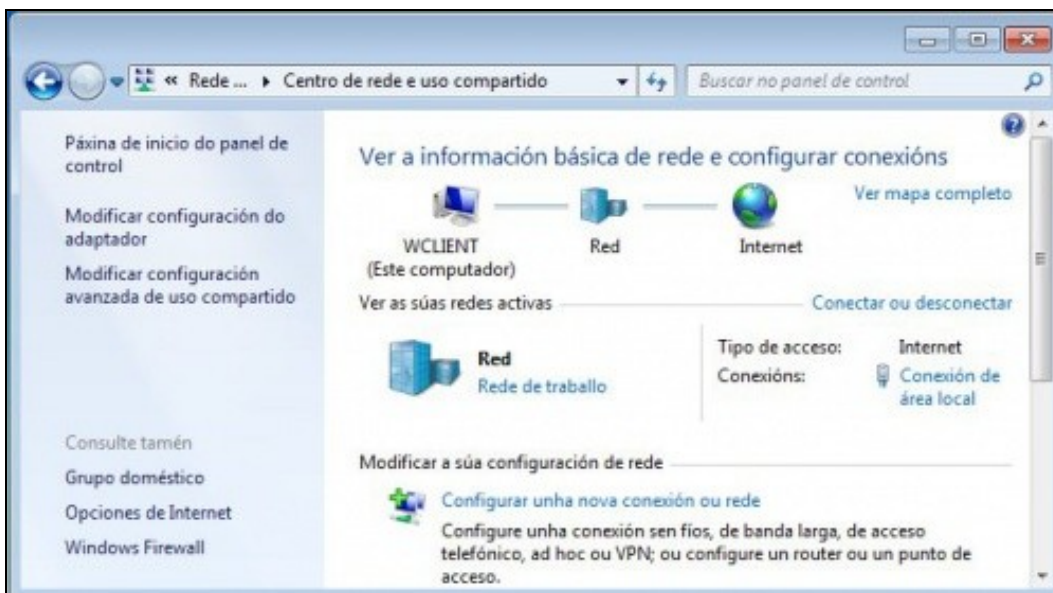 « Rede ... ▸ Centro de rede e uso compartido
Buscar no panel de control
Páxina de inicio do panel de
control
Modificar configuración do
adaptador
Modificar configuración
avanzada de uso compartido
Consulte tamén
Grupo doméstico
Opciones de Internet
Windows Firewall
Ver a información básica de rede e configurar conexións
Ver mapa completo
WCLIENT
(Este computador)
Red
Internet
Ver as súas redes activas
Conectar ou desconectar
Red
Rede de traballo
Tipo de acceso: Internet
Conexións: Conexión de
área local
Modificar a súa configuración de rede
Configurar unha nova conexión ou rede
Configure unha conexión sen fíos, de banda larga, de acceso
telefónico, ad hoc ou VPN; ou configure un router ou un punto de
acceso.